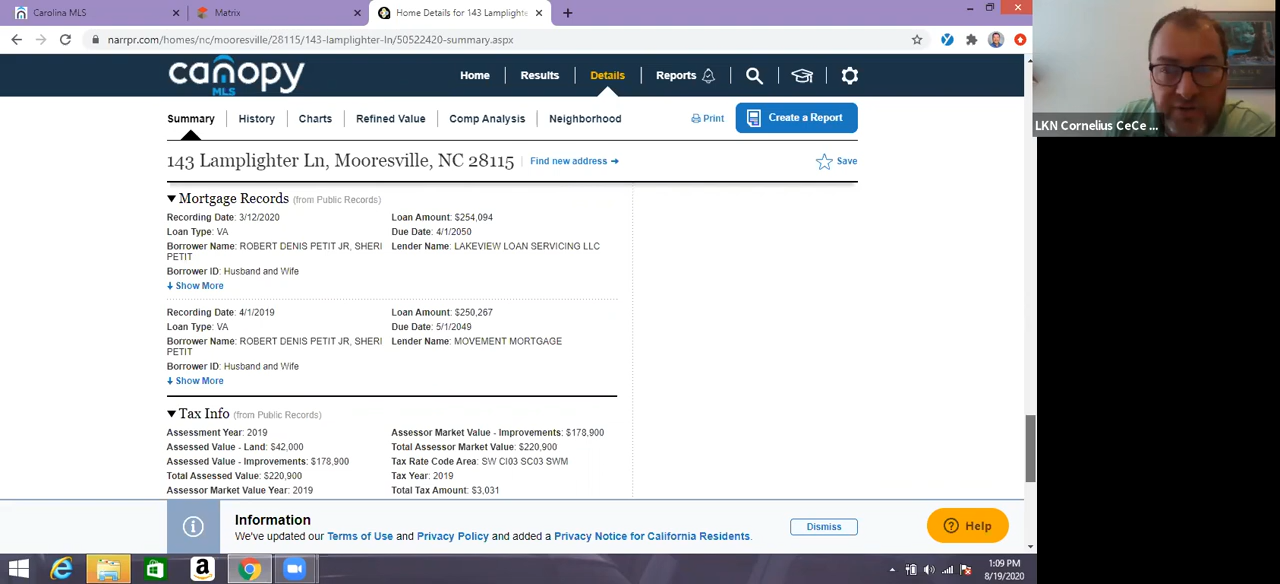 Carolina MLS
Matrix
Home Details for 143 Lamplighte
narrpr.com/homes/nc/mooresville/28115/143-lamplighter-ln/50522420-summary.aspx
canopy
MLS
Home
Results
Details
Reports
Summary
History
Charts
Refined Value
Comp Analysis
Neighborhood
Print
Create a Report
143 Lamplighter Ln, Mooresville, NC 28115
Find new address
Save
Mortgage Records (from Public Records)
Recording Date: 3/12/2020
Loan Amount: $254,094
Loan Type: VA
Due Date: 4/1/2050
Borrower Name: ROBERT DENIS PETIT JR, SHERI
PETIT
Lender Name: LAKEVIEW LOAN SERVICING LLC
Borrower ID: Husband and Wife
Show More
Recording Date: 4/1/2019
Loan Amount: $250,267
Loan Type: VA
Due Date: 5/1/2049
Borrower Name: ROBERT DENIS PETIT JR, SHERI
PETIT
Lender Name: MOVEMENT MORTGAGE
Borrower ID: Husband and Wife
Show More
Tax Info (from Public Records)
Assessment Year: 2019
Assessor Market Value - Improvements: $178,900
Assessed Value - Land: $42,000
Total Assessor Market Value: $220,900
Assessed Value - Improvements: $178,900
Tax Rate Code Area: SW CI03 SC03 SWM
Total Assessed Value: $220,900
Tax Year: 2019
Assessor Market Value Year: 2019
Total Tax Amount: $3,031
Information
We've updated our Terms of Use and Privacy Policy and added a Privacy Notice for California Residents.
Dismiss
Help
LKN Cornelius CeCe ...
1:09 PM
8/19/2020